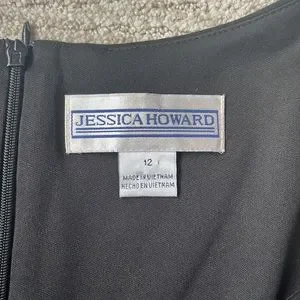 JESSICA HOWARD
12
MADE IN VIETNAM
HECHO EN VIETNAM